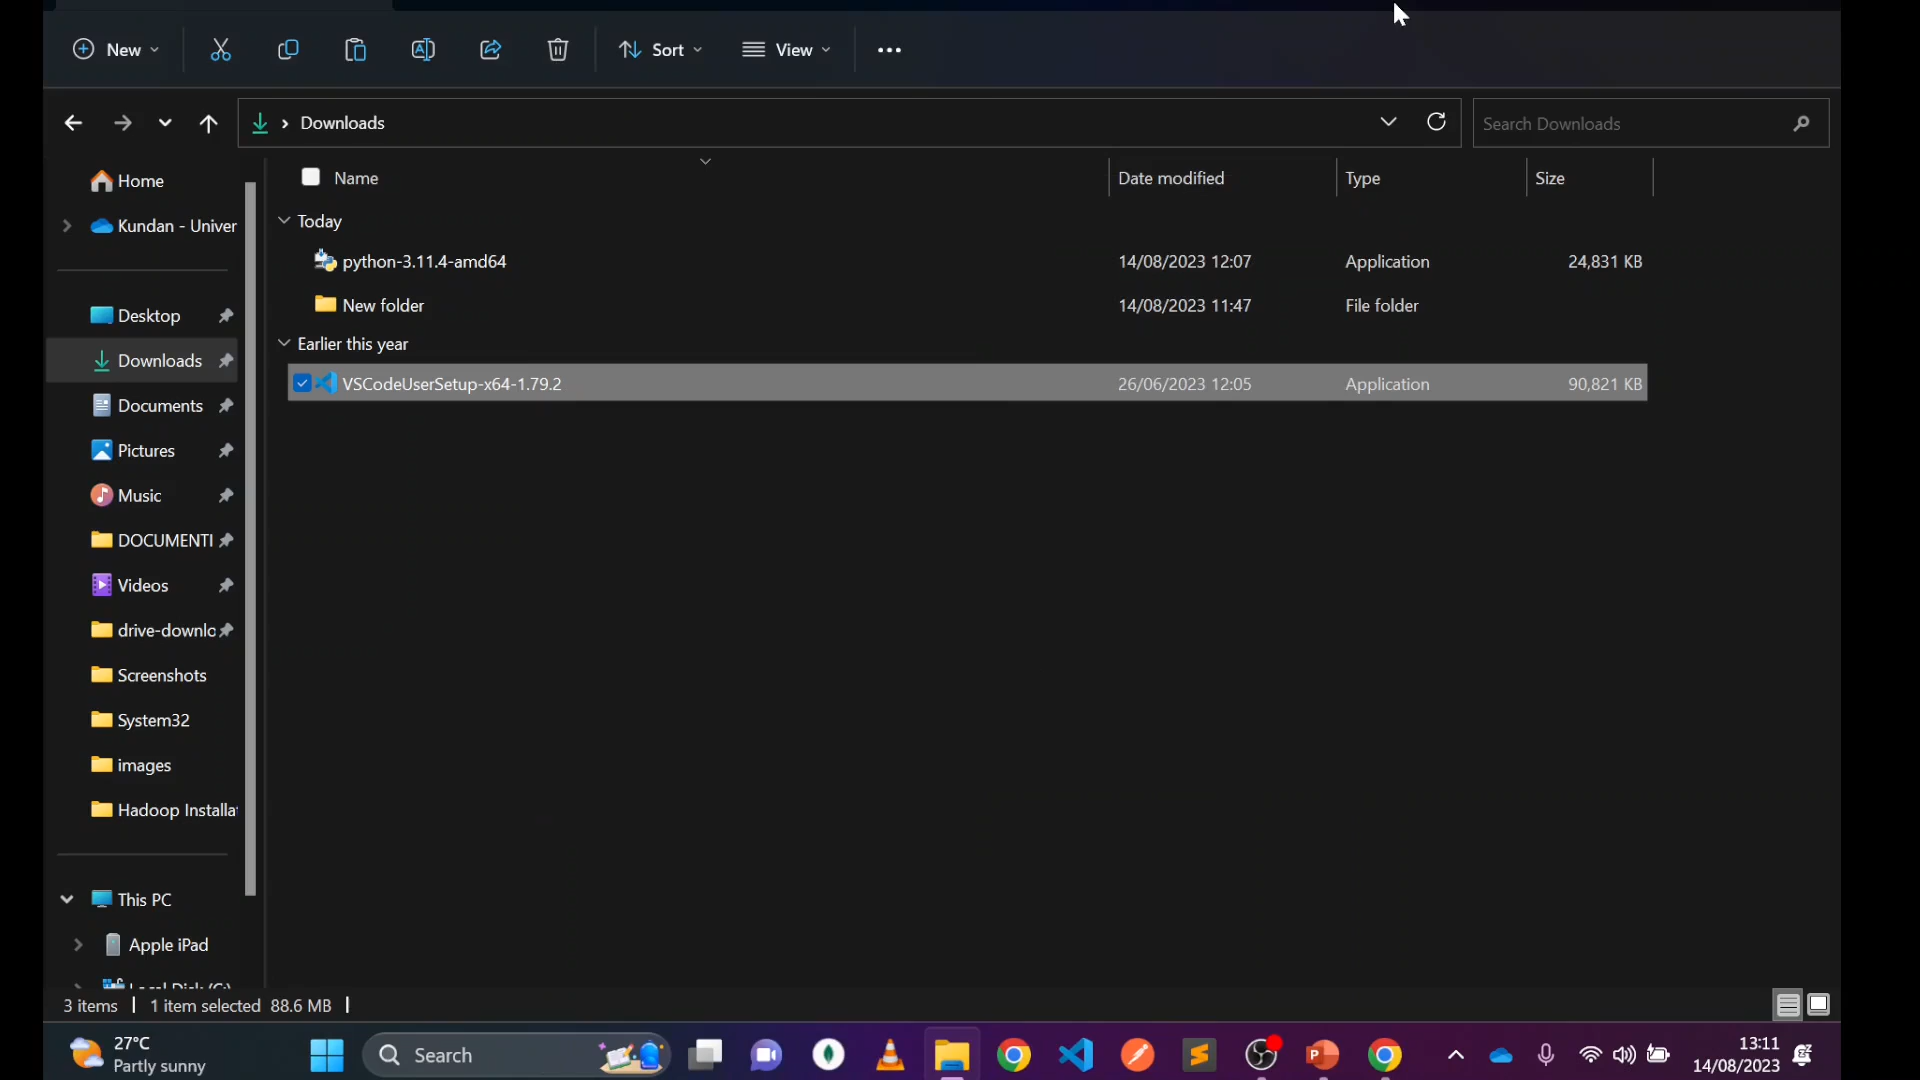 New
Sort
View
Downloads
Search Downloads
Name
Date modified
Type
Size
Home
Kundan - Univer
Desktop
Downloads
Documents
Pictures
Music
DOCUMENTI
Videos
drive-downlo
Screenshots
System32
images
Hadoop Installa
This PC
Apple iPad
Today
python-3.11.4-amd64 14/08/2023 12:07 Application 24,831 KB
New folder 14/08/2023 11:47 File folder
Earlier this year
VSCodeUserSetup-x64-1.79.2 26/06/2023 12:05 Application 90,821 KB
3 items 1 item selected 88.6 MB
27°C
Partly sunny
Search
13:11
14/08/2023